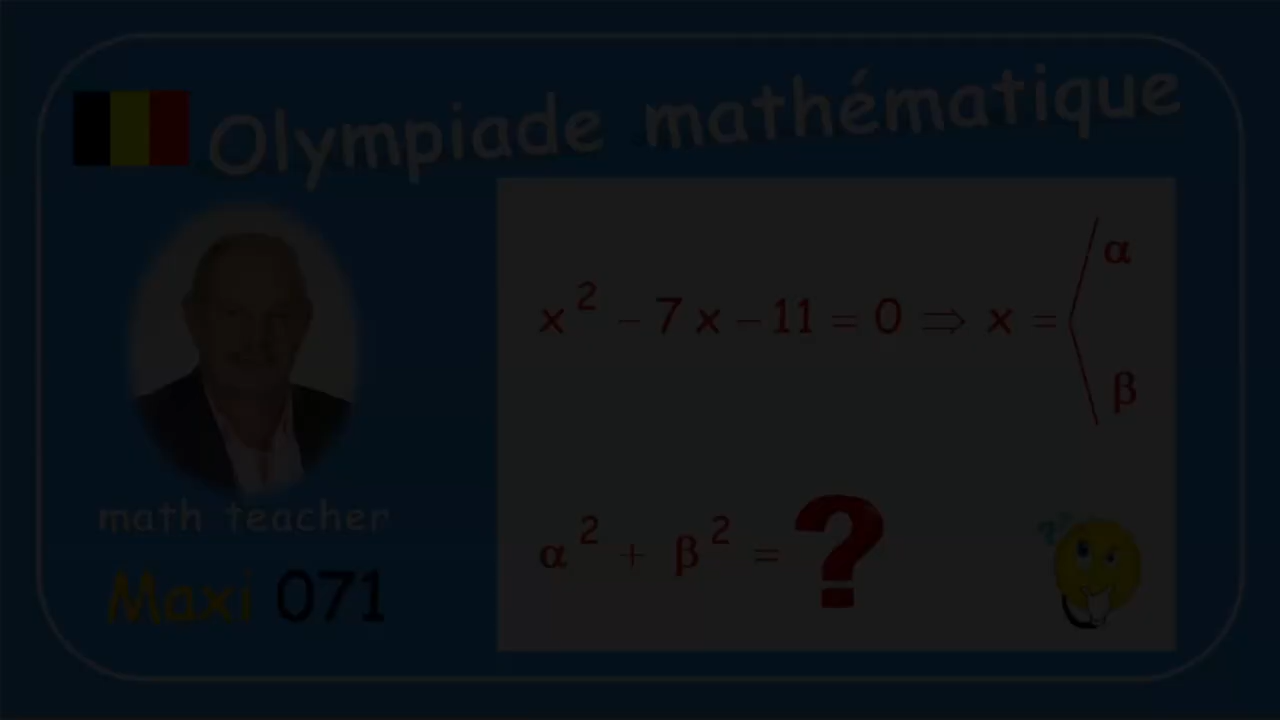 Olympiade mathématique
x² – 7x – 11 = 0 ⇒ x =
α
β
α² + β² = ?
math teacher
Maxi 071